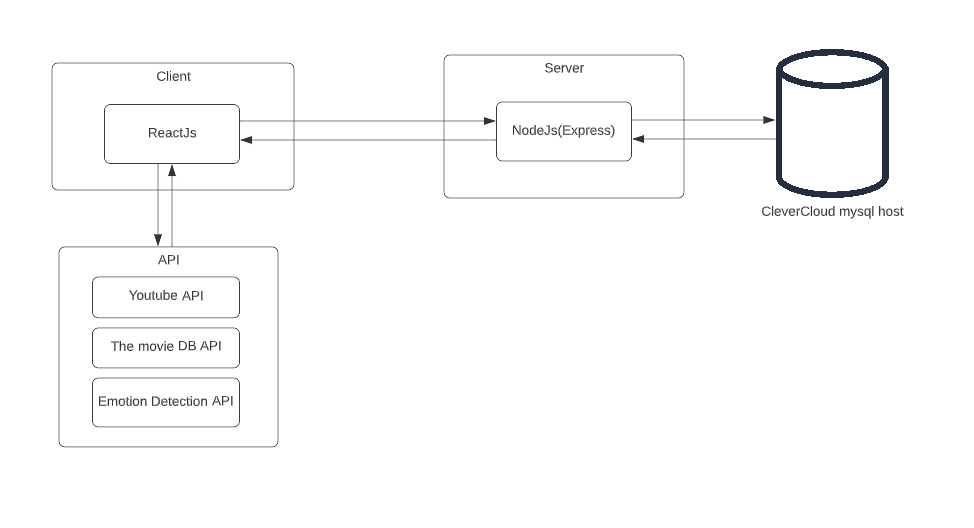 Client
ReactJs
Server
NodeJs(Express)
CleverCloud mysql host
API
Youtube API
The movie DB API
Emotion Detection API